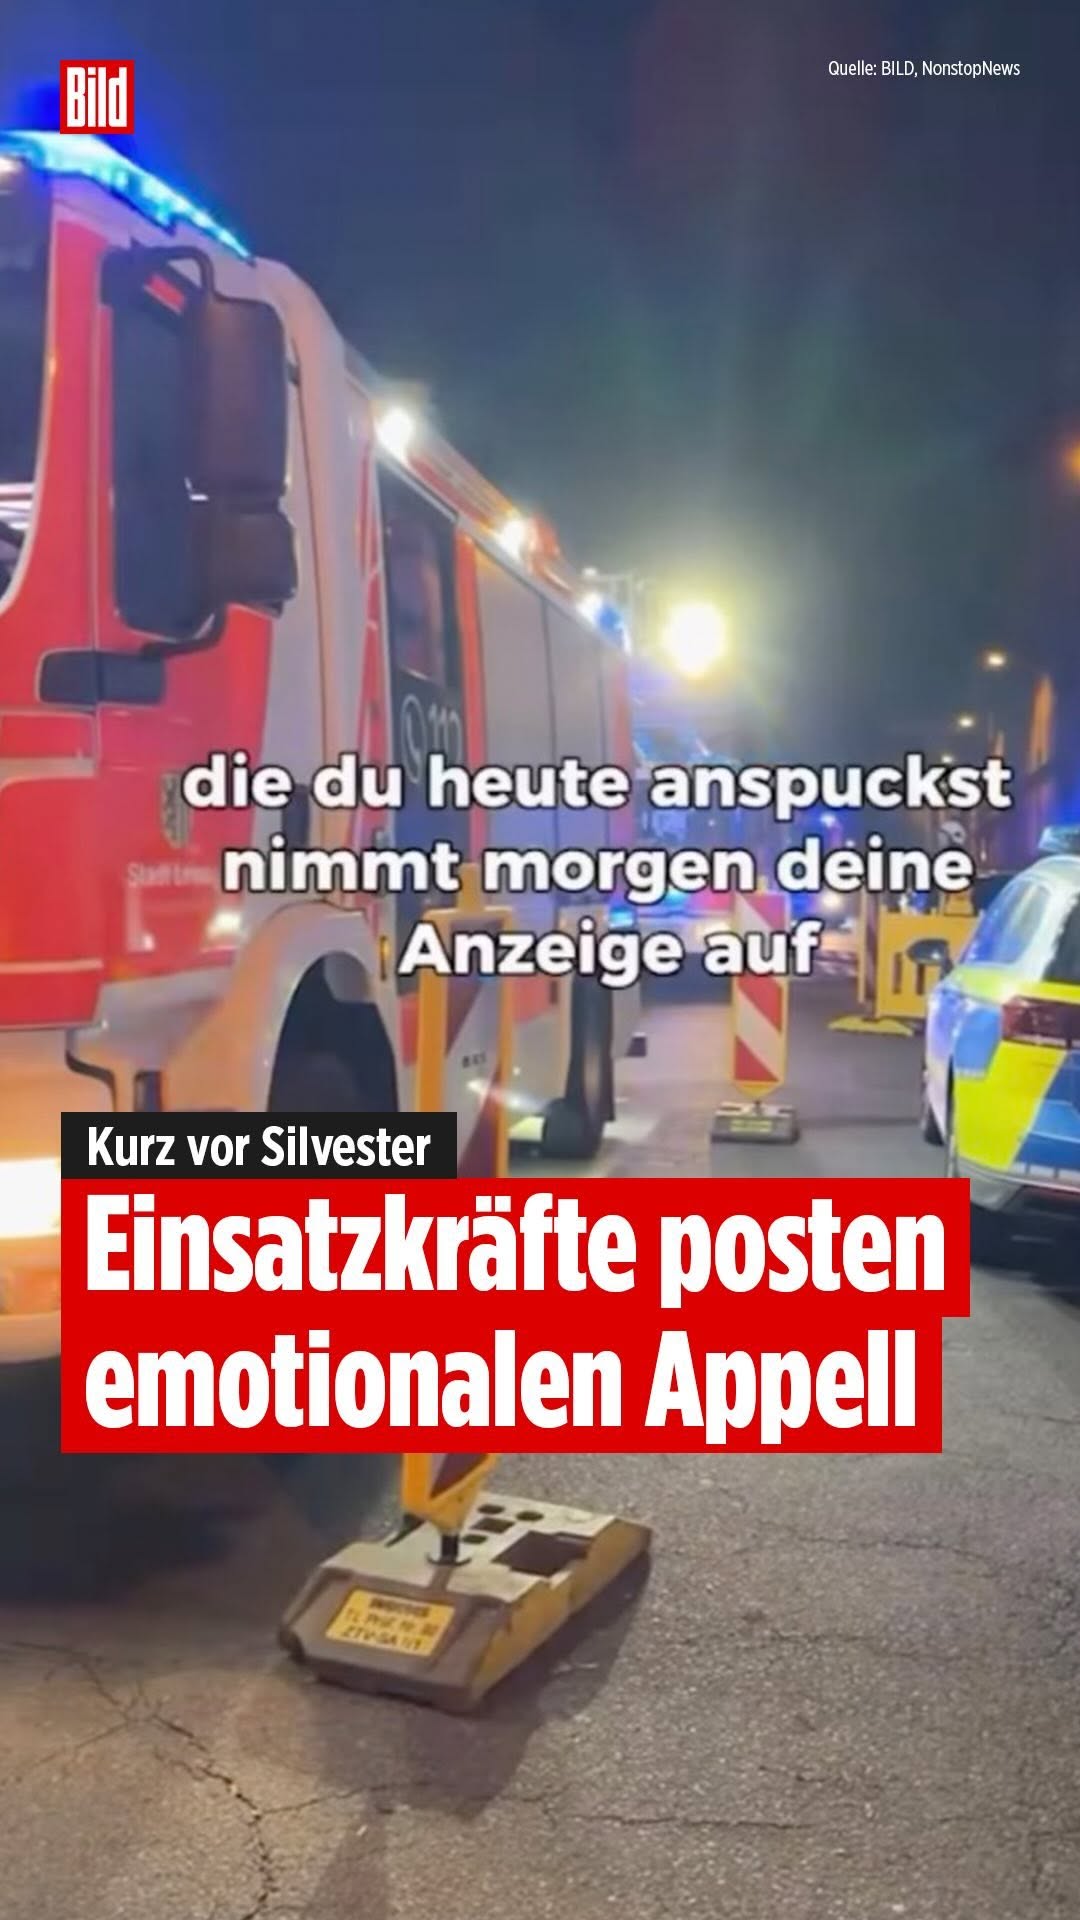 Bild
Quelle: BILD, NonstopNews
112
die du heute anspuckst
nimmt morgen deine
Anzeige auf
Kurz vor Silvester
Einsatzkräfte posten
emotionalen Appell